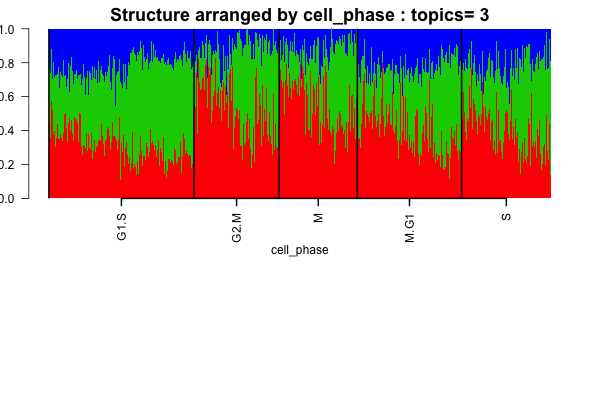 Structure arranged by cell_phase : topics= 3
1.0
0.8
0.6
0.4
0.2
0.0
G1.S
G2.M
M
M.G1
S
cell_phase